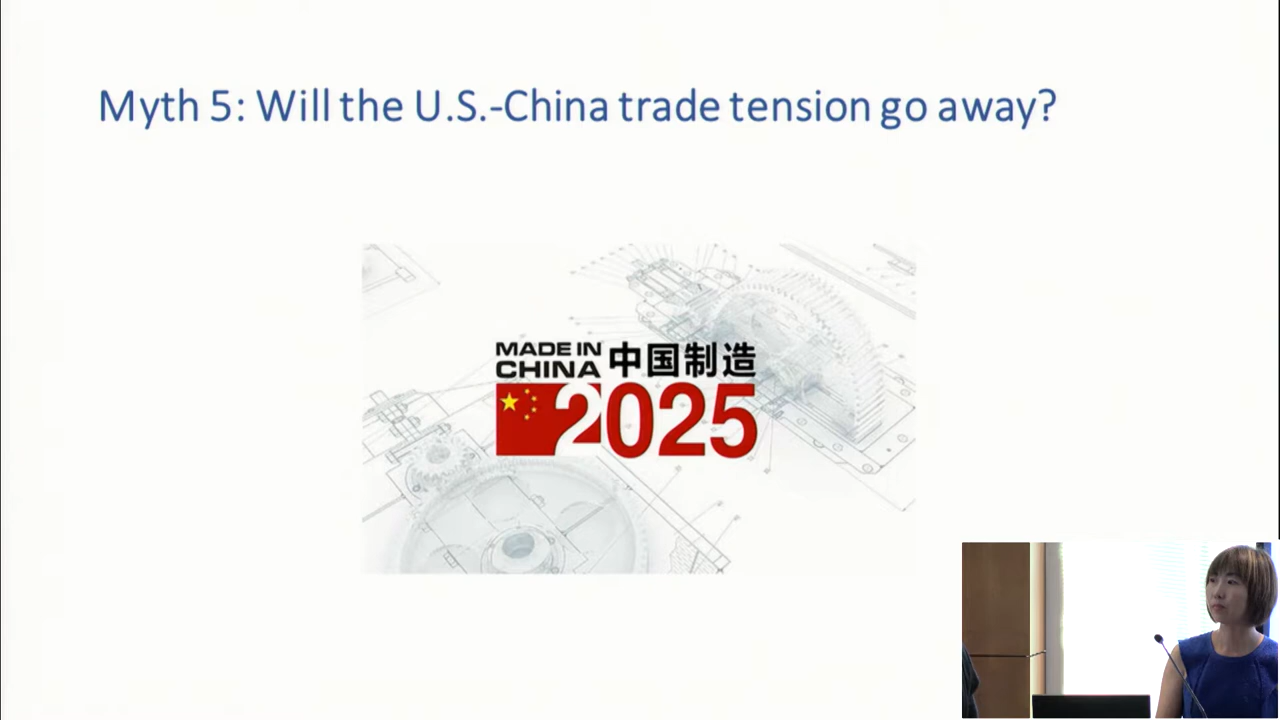 Myth 5: Will the U.S.-China trade tension go away?
MADE IN
CHINA
中国制造
2025